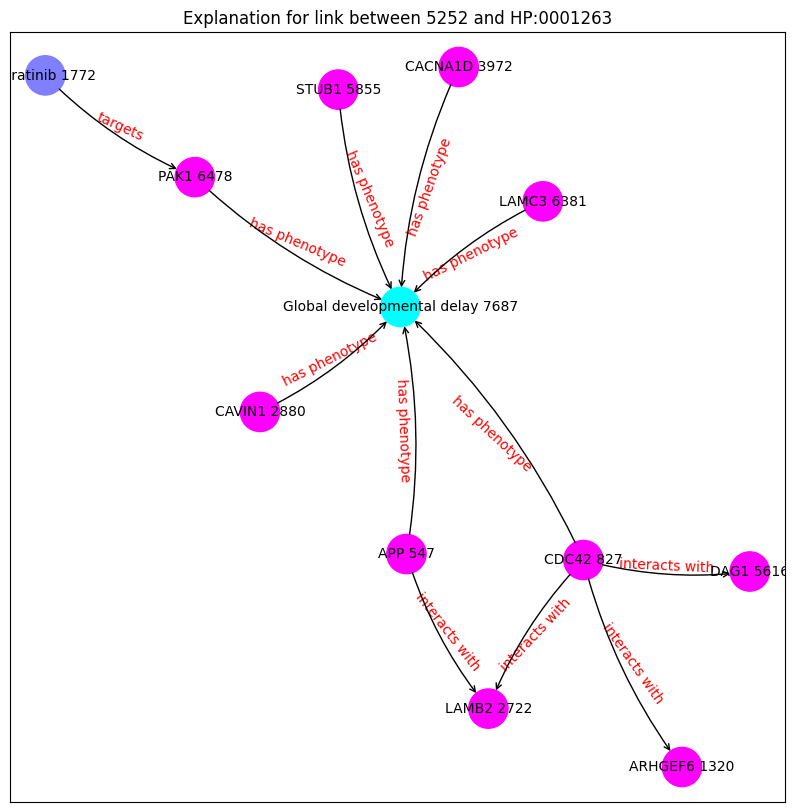 Explanation for link between 5252 and HP:0001263
ratinib 1772
STUB1 5855
CACNA1D 3972
targets
PAK1 6478
has phenotype
has phenotype
LAMC3 6381
has phenotype
has phenotype
Global developmental delay 7687
has phenotype
CAVIN1 2880
has phenotype
has phenotype
APP 547
CDC42 827
interacts with
DAG1 5616
interacts with
interacts with
interacts with
LAMB2 2722
ARHGEF6 1320